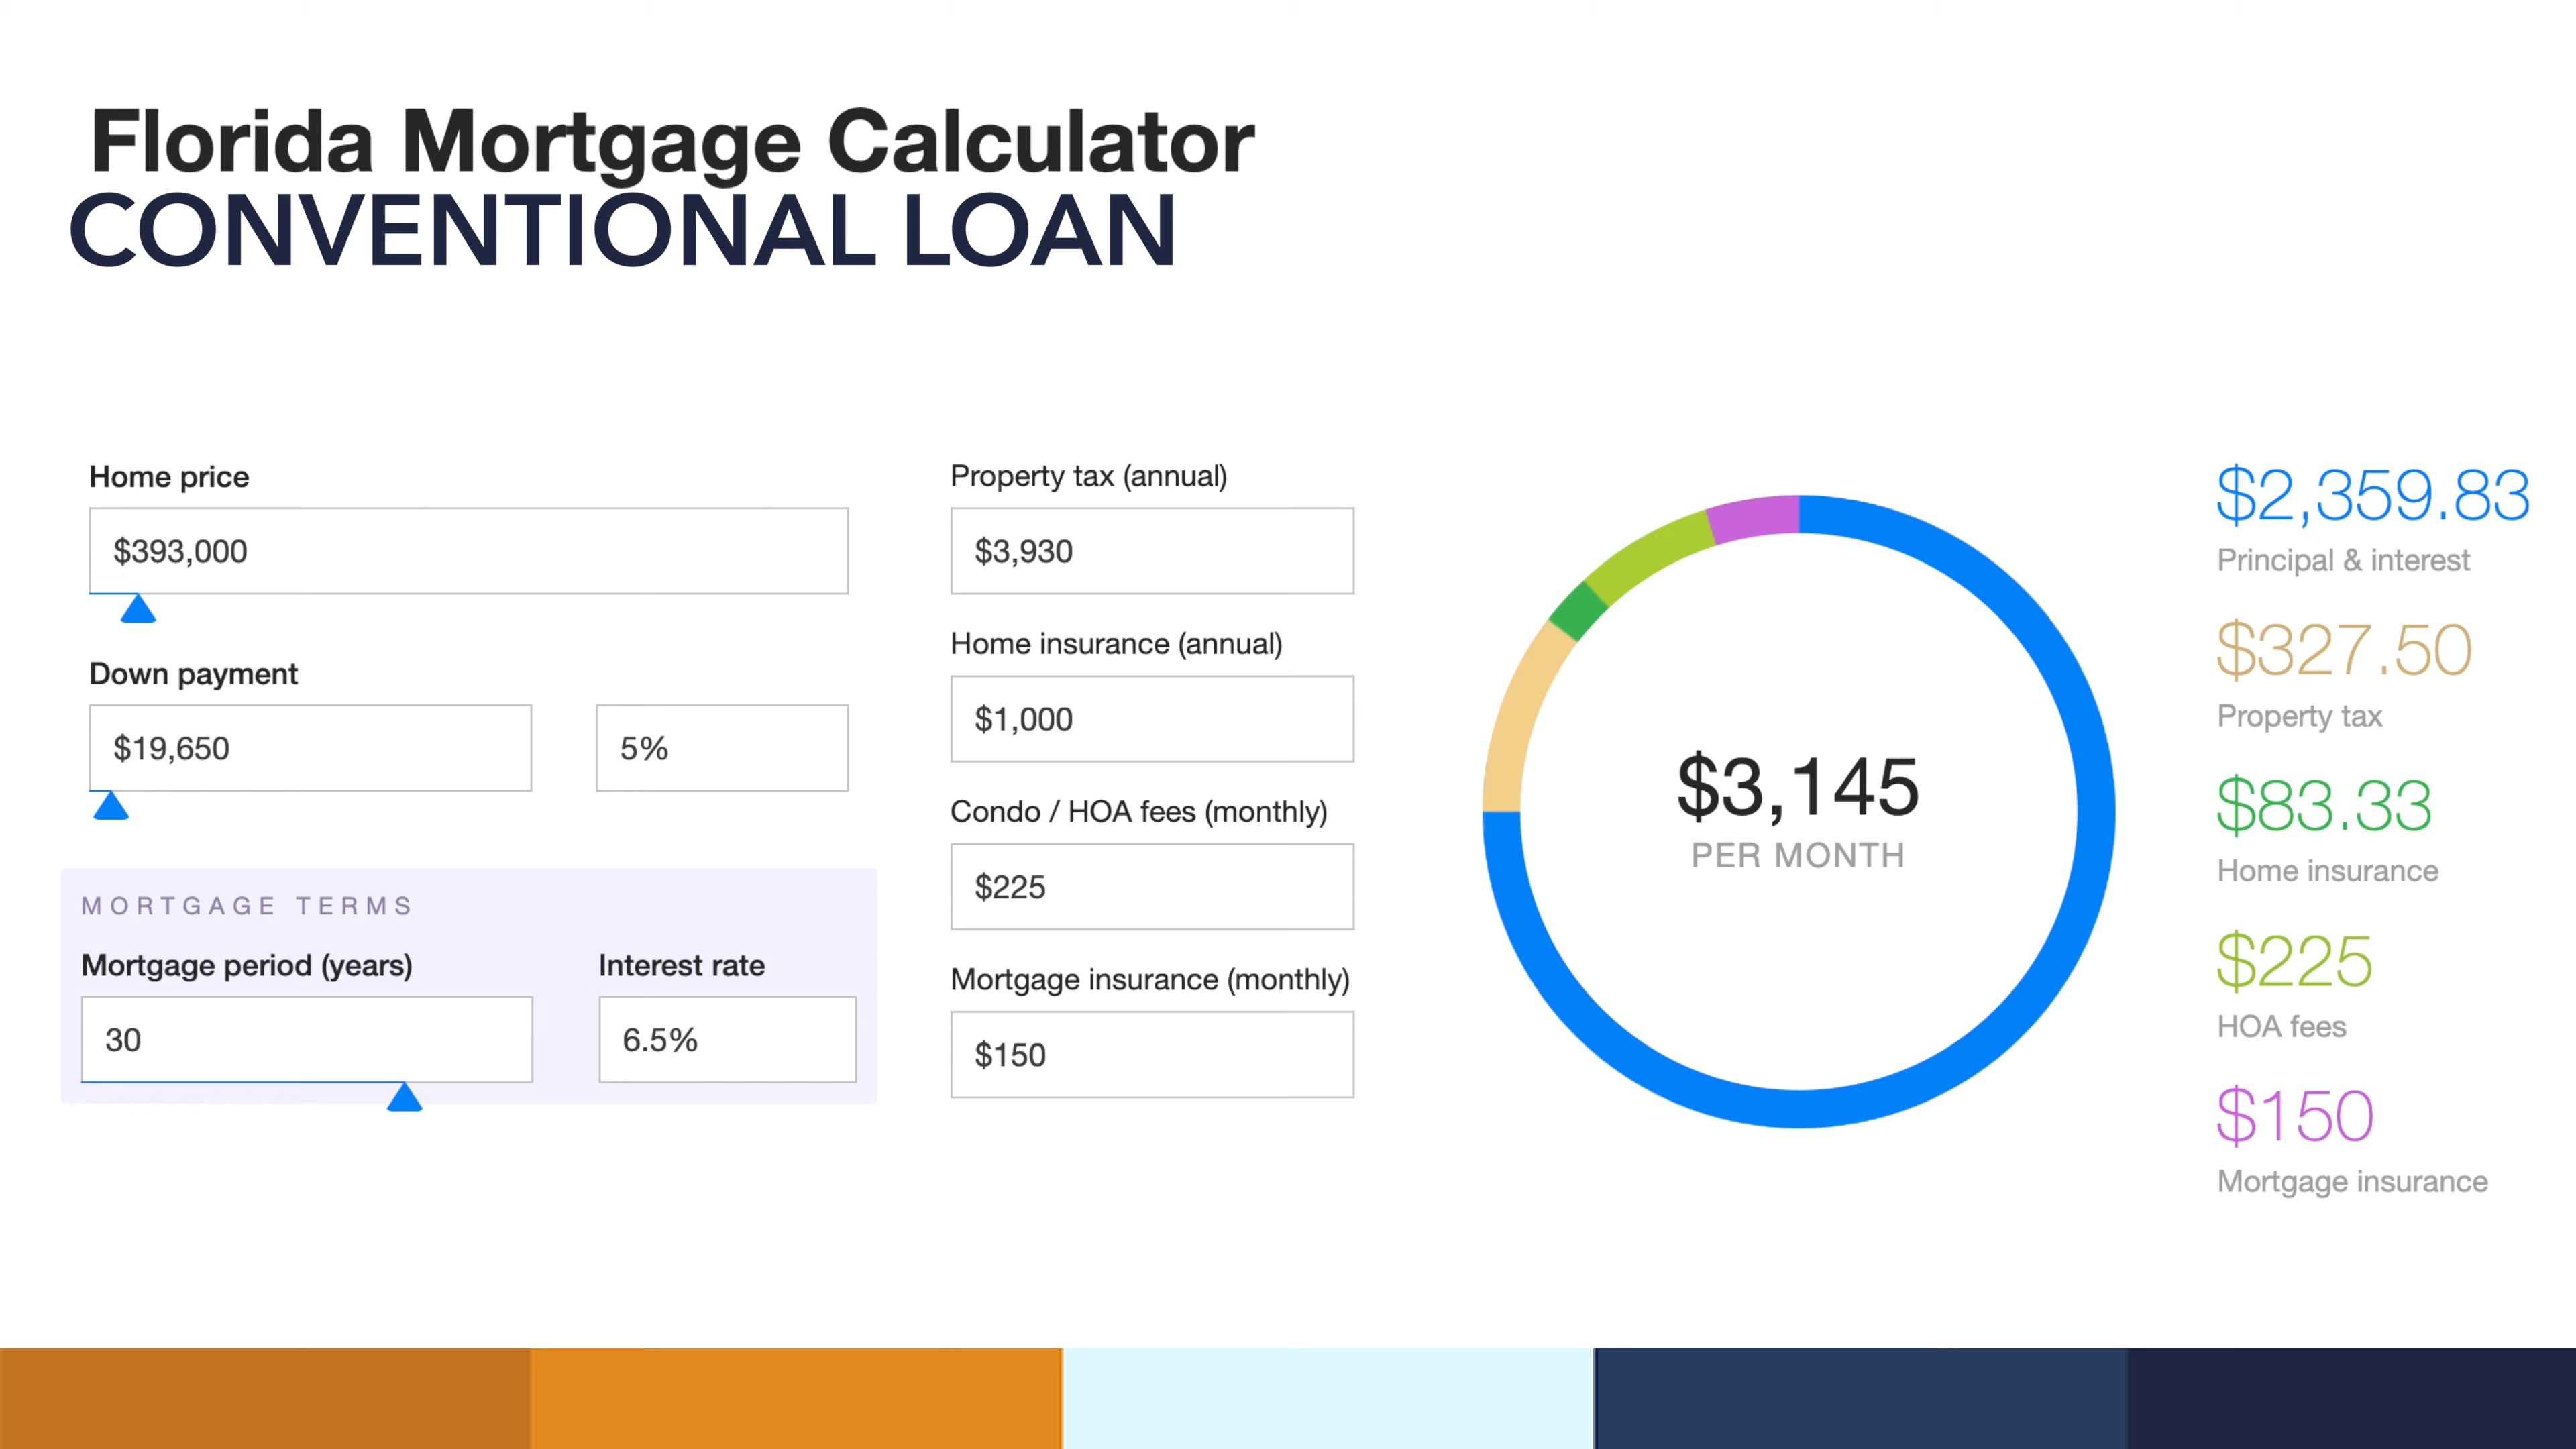 Florida Mortgage Calculator
CONVENTIONAL LOAN
Home price
$393,000
Down payment
$19,650
5%
MORTGAGE TERMS
Mortgage period (years)
30
Interest rate
6.5%
Property tax (annual)
$3,930
Home insurance (annual)
$1,000
Condo / HOA fees (monthly)
$225
Mortgage insurance (monthly)
$150
$3,145
PER MONTH
$2,359.83
Principal & interest
$327.50
Property tax
$83.33
Home insurance
$225
HOA fees
$150
Mortgage insurance